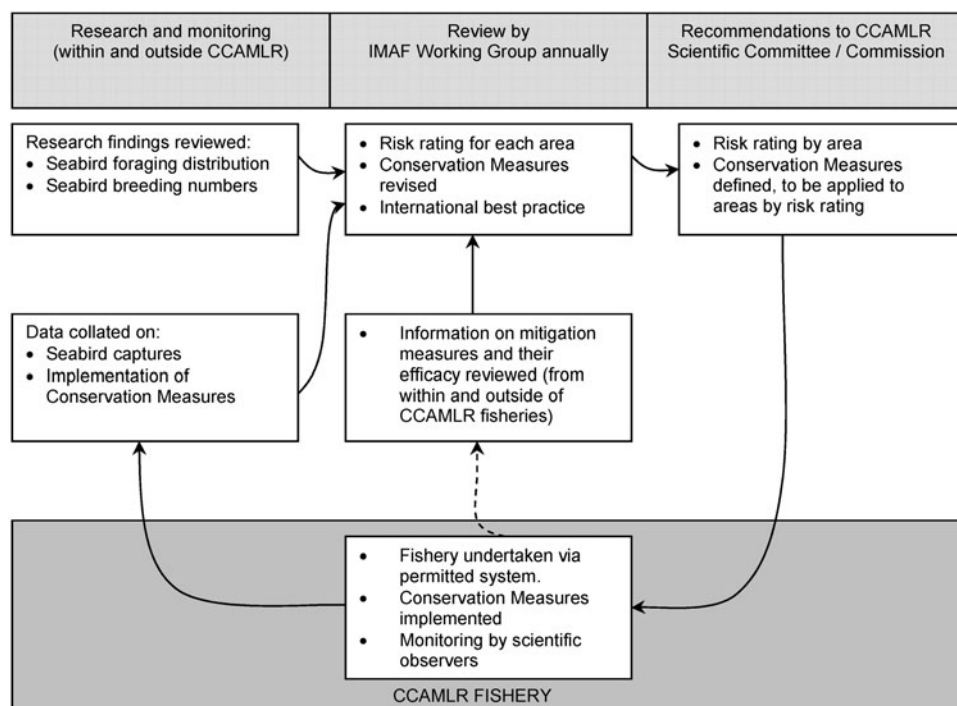 Research and monitoring
(within and outside CCAMLR)
Review by
IMAF Working Group annually
Recommendations to CCAMLR
Scientific Committee / Commission
Research findings reviewed:
• Seabird foraging distribution
• Seabird breeding numbers
• Risk rating for each area
• Conservation Measures
revised
• International best practice
• Risk rating by area
• Conservation Measures
defined, to be applied to
areas by risk rating
Data collated on:
• Seabird captures
• Implementation of
Conservation Measures
• Information on mitigation
measures and their
efficacy reviewed (from
within and outside of
CCAMLR fisheries)
• Fishery undertaken via
permitted system.
• Conservation Measures
implemented
• Monitoring by scientific
observers
CCAMLR FISHERY